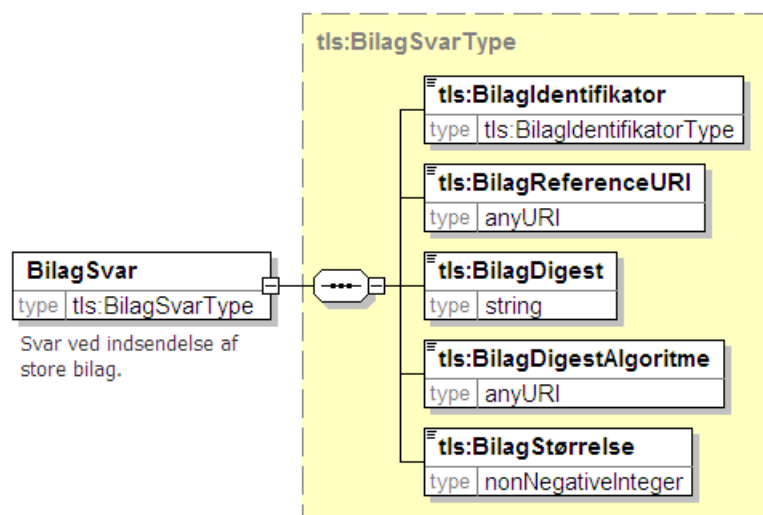 tls:BilagSvarType
tls:BilagIdentifikator
type tls:BilagIdentifikatorType
tls:BilagReferenceURI
type anyURI
BilagSvar
type tls:BilagSvarType
Svar ved indsendelse af
store bilag.
tls:BilagDigest
type string
tls:BilagDigestAlgoritme
type anyURI
tls:BilagStørrelse
type nonNegativeInteger